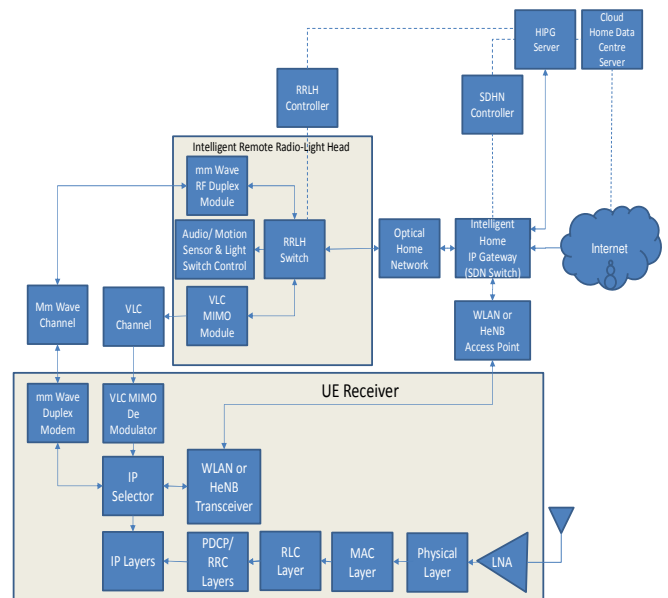 HIPG
Server
Cloud
Home Data
Centre
Server
RRLH
Controller
SDHN
Controller
Intelligent Remote Radio-Light Head
mm Wave
RF Duplex
Module
Audio/ Motion
Sensor & Light
Switch Control
RRLH
Switch
Optical
Home
Network
Intelligent
Home
IP Gateway
(SDN Switch)
Internet
Mm Wave
Channel
VLC
Channel
VLC
MIMO
Module
WLAN or
HeNB
Access Point
UE Receiver
mm Wave
Duplex
Modem
VLC MIMO
De
Modulator
IP
Selector
WLAN or
HeNB
Transceiver
IP Layers
PDCP/
RRC
Layers
RLC
Layer
MAC
Layer
Physical
Layer
LNA